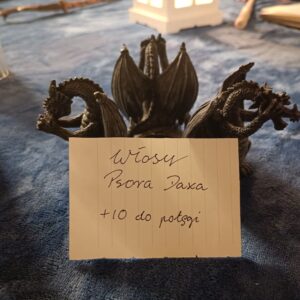 Włosy
Psora Daxa
+10 do potęgi